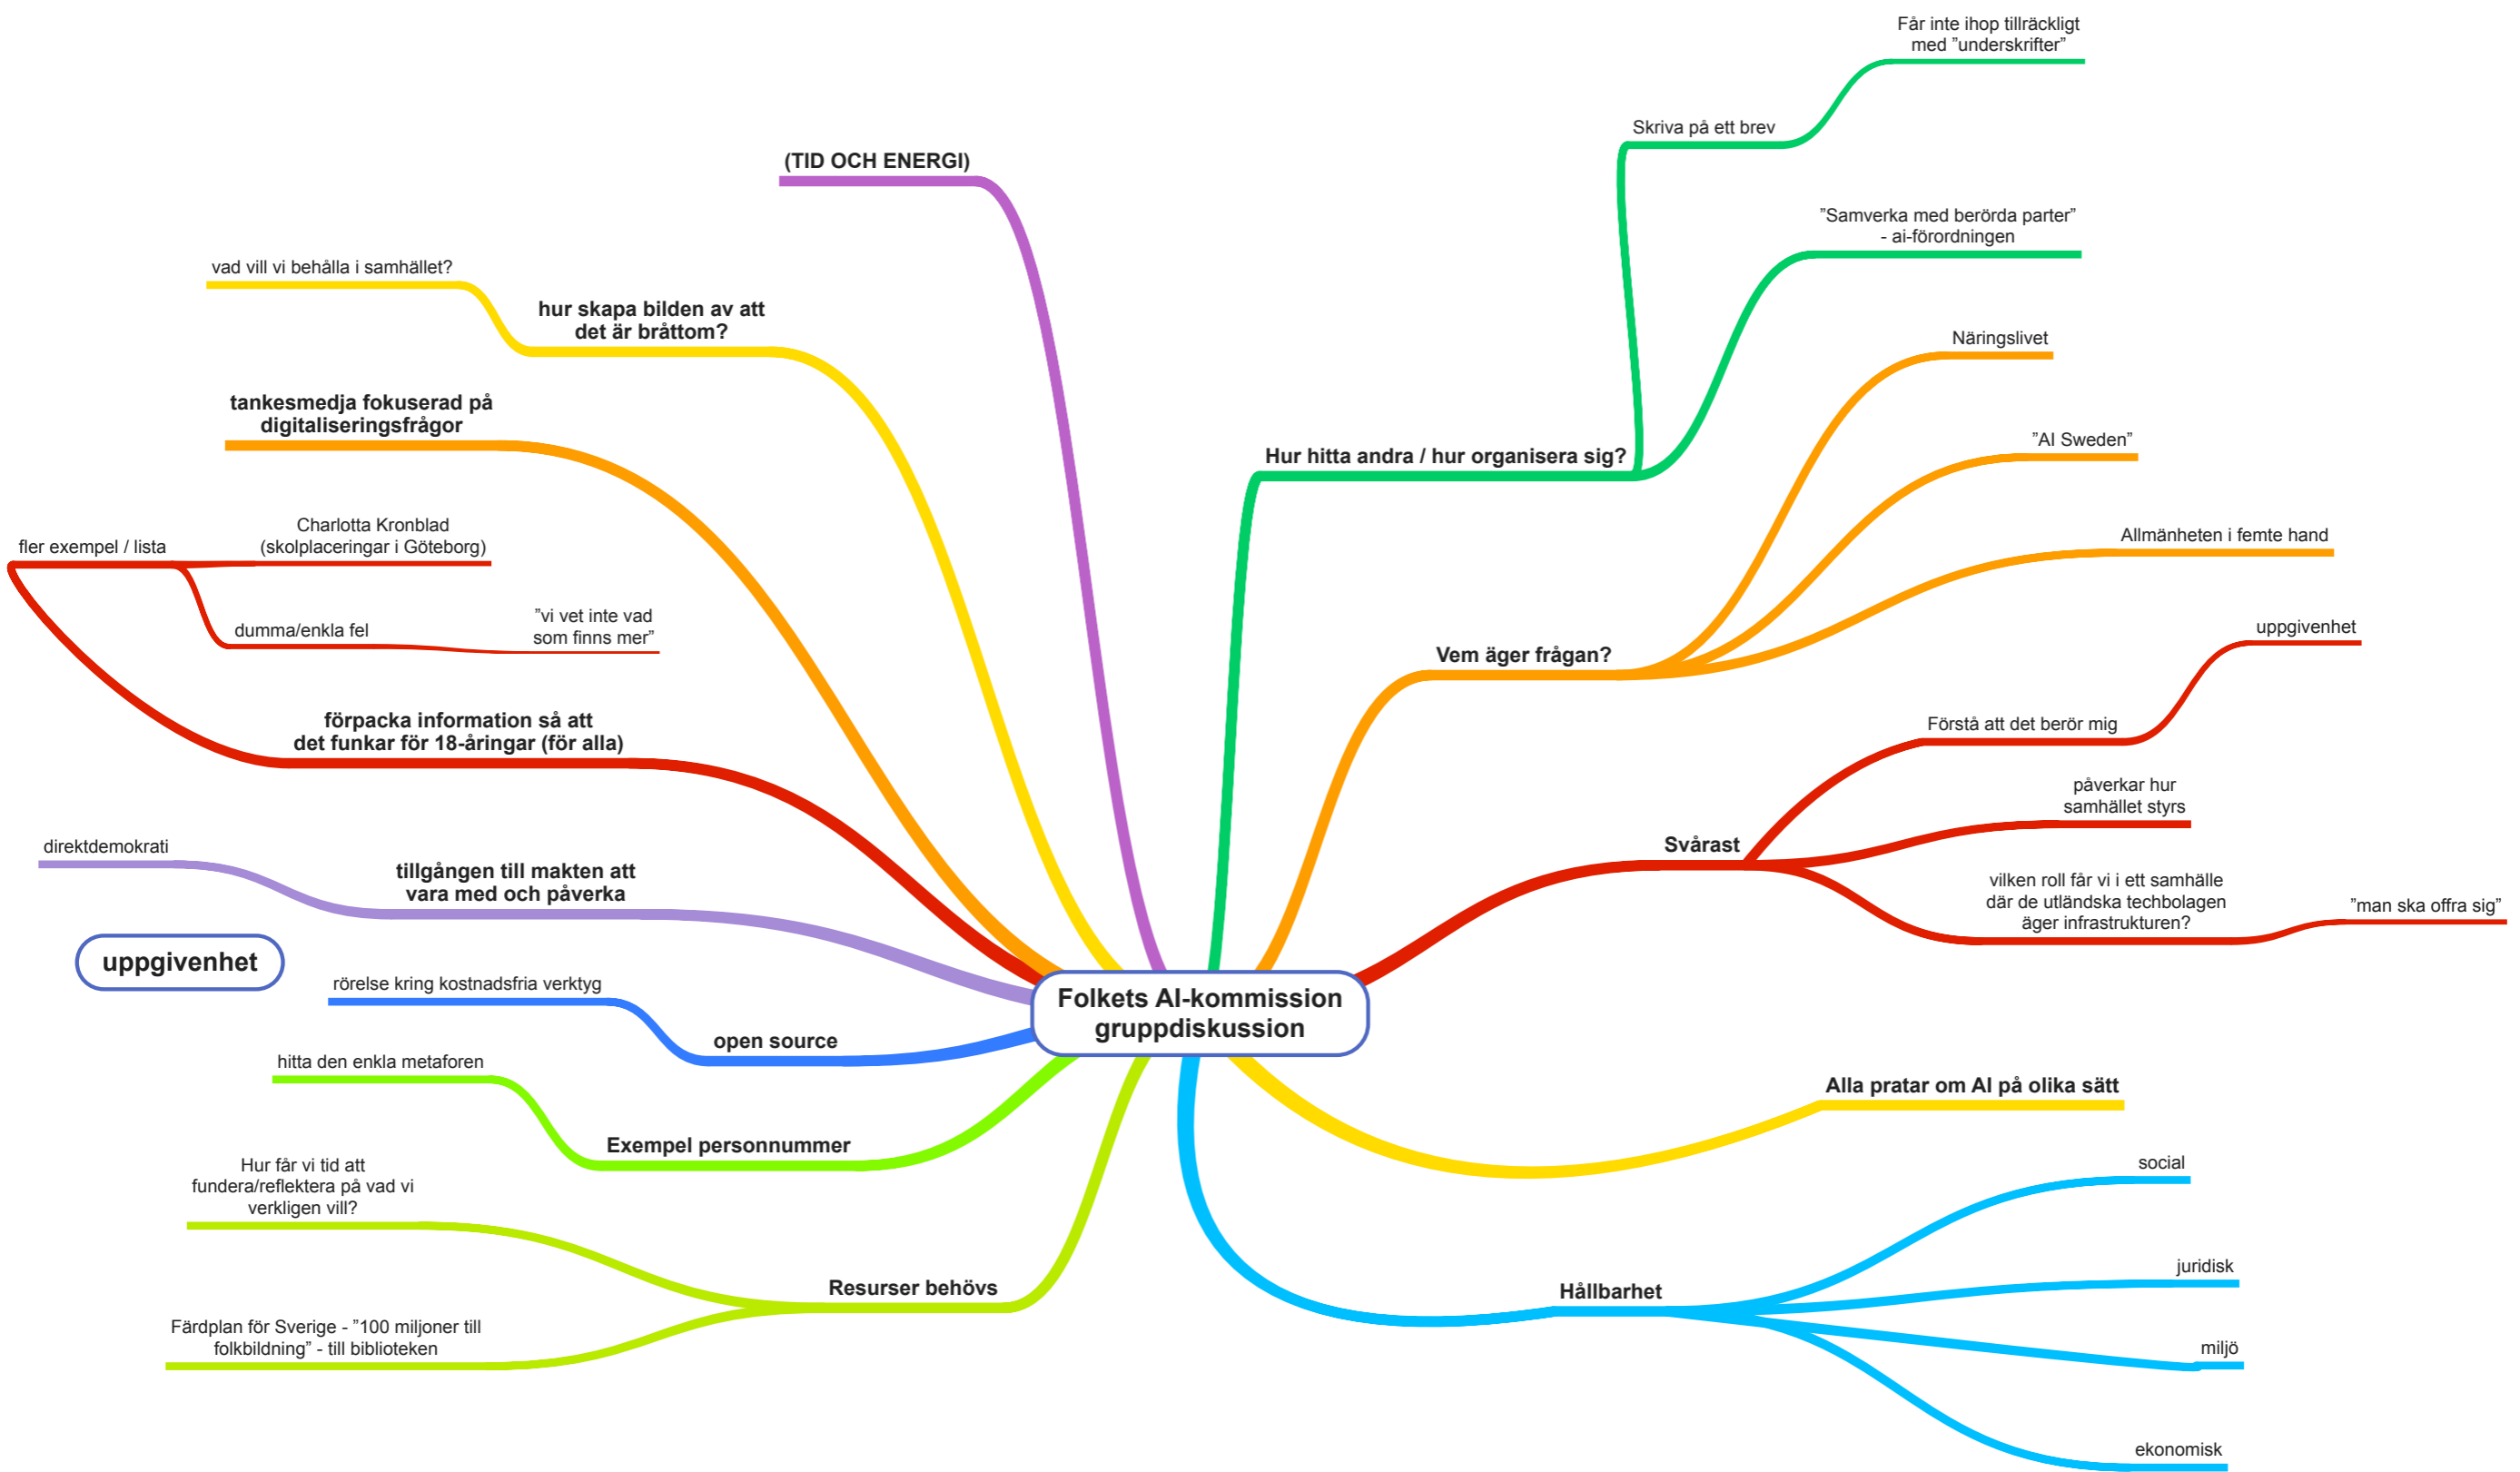 Får inte ihop tillräckligt
med ”underskrifter”
Skriva på ett brev
(TID OCH ENERGI)
”Samverka med berörda parter”
- ai-förordningen
vad vill vi behålla i samhället?
hur skapa bilden av att
det är bråttom?
Näringslivet
tankesmedja fokuserad på
digitaliseringsfrågor
Hur hitta andra / hur organisera sig?
”AI Sweden”
Charlotta Kronblad
(skolplaceringar i Göteborg)
fler exempel / lista
Allmänheten i femte hand
dumma/enkla fel
”vi vet inte vad
som finns mer”
uppgivenhet
Vem äger frågan?
förpacka information så att
det funkar för 18-åringar (för alla)
Förstå att det berör mig
påverkar hur
samhället styrs
Svårast
direktdemokrati
tillgången till makten att
vara med och påverka
vilken roll får vi i ett samhälle
där de utländska techbolagen
äger infrastrukturen?
”man ska offra sig”
uppgivenhet
rörelse kring kostnadsfria verktyg
Folkets AI-kommission
gruppdiskussion
open source
hitta den enkla metaforen
Alla pratar om AI på olika sätt
Exempel personnummer
Hur får vi tid att
fundera/reflektera på vad vi
verkligen vill?
social
juridisk
Resurser behövs
Hållbarhet
Färdplan för Sverige - ”100 miljoner till
folkbildning” - till biblioteken
miljö
ekonomisk